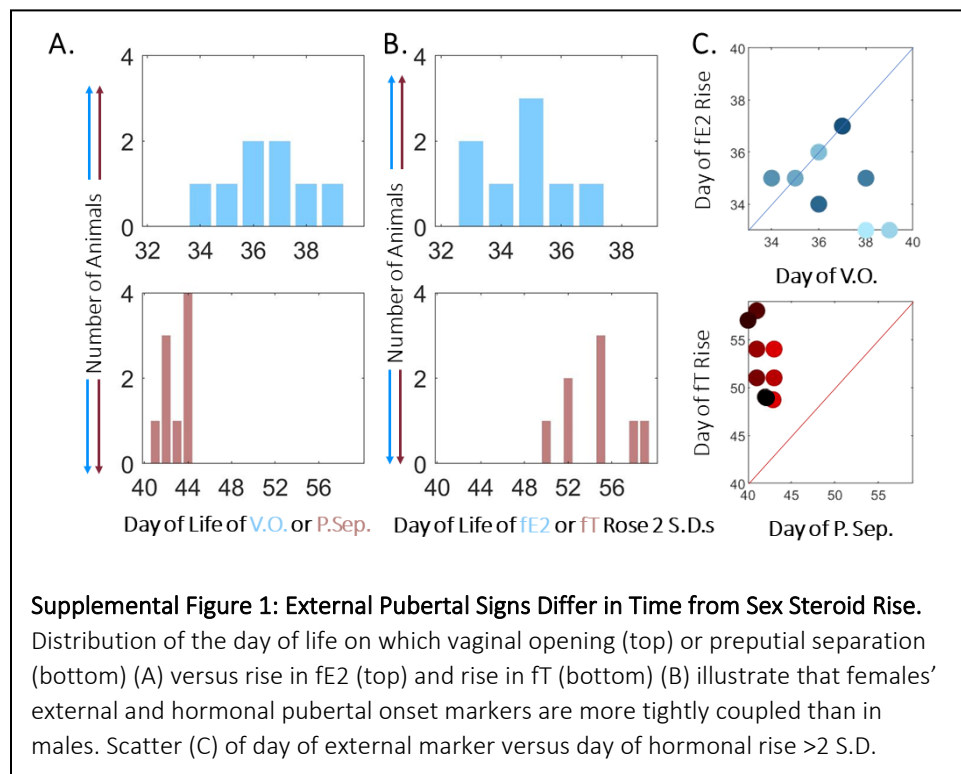 A.
B.
C.
Number of Animals
4
2
0
32 34 36 38
4
2
0
40 44 48 52 56
Day of Life of V.O. or P.Sep.
Number of Animals
4
2
0
32 34 36 38
4
2
0
40 44 48 52 56
Day of Life of fE2 or fT Rose 2 S.D.s
Day of fE2 Rise
40
38
36
34
34 36 38 40
Day of V.O.
Day of fT Rise
55
50
45
40
40 45 50 55
Day of P. Sep.
Supplemental Figure 1: External Pubertal Signs Differ in Time from Sex Steroid Rise.
Distribution of the day of life on which vaginal opening (top) or preputial separation
(bottom) (A) versus rise in fE2 (top) and rise in fT (bottom) (B) illustrate that females’
external and hormonal pubertal onset markers are more tightly coupled than in
males. Scatter (C) of day of external marker versus day of hormonal rise >2 S.D.